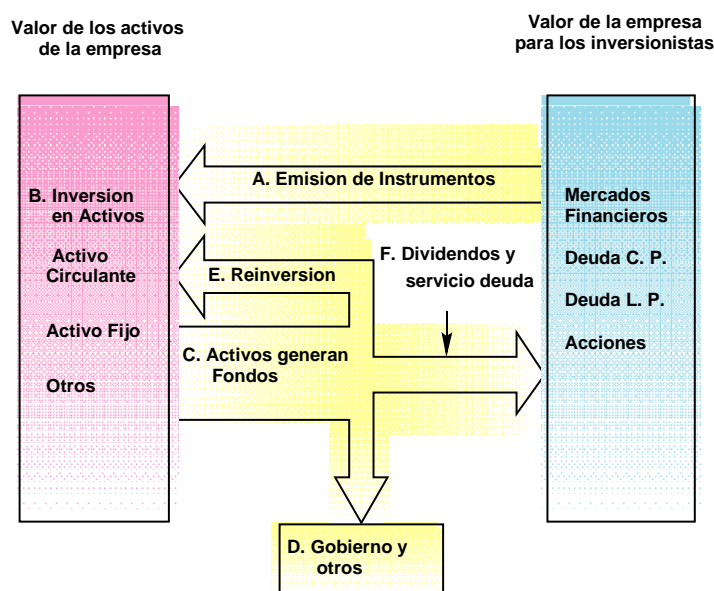 Valor de los activos
de la empresa
Valor de la empresa
para los inversionistas
A. Emision de Instrumentos
B. Inversion
en Activos
Activo
Circulante
Activo Fijo
Otros
E. Reinversion
C. Activos generan
Fondos
F. Dividendos y
servicio deuda
Mercados
Financieros
Deuda C. P.
Deuda L. P.
Acciones
D. Gobierno y
otros